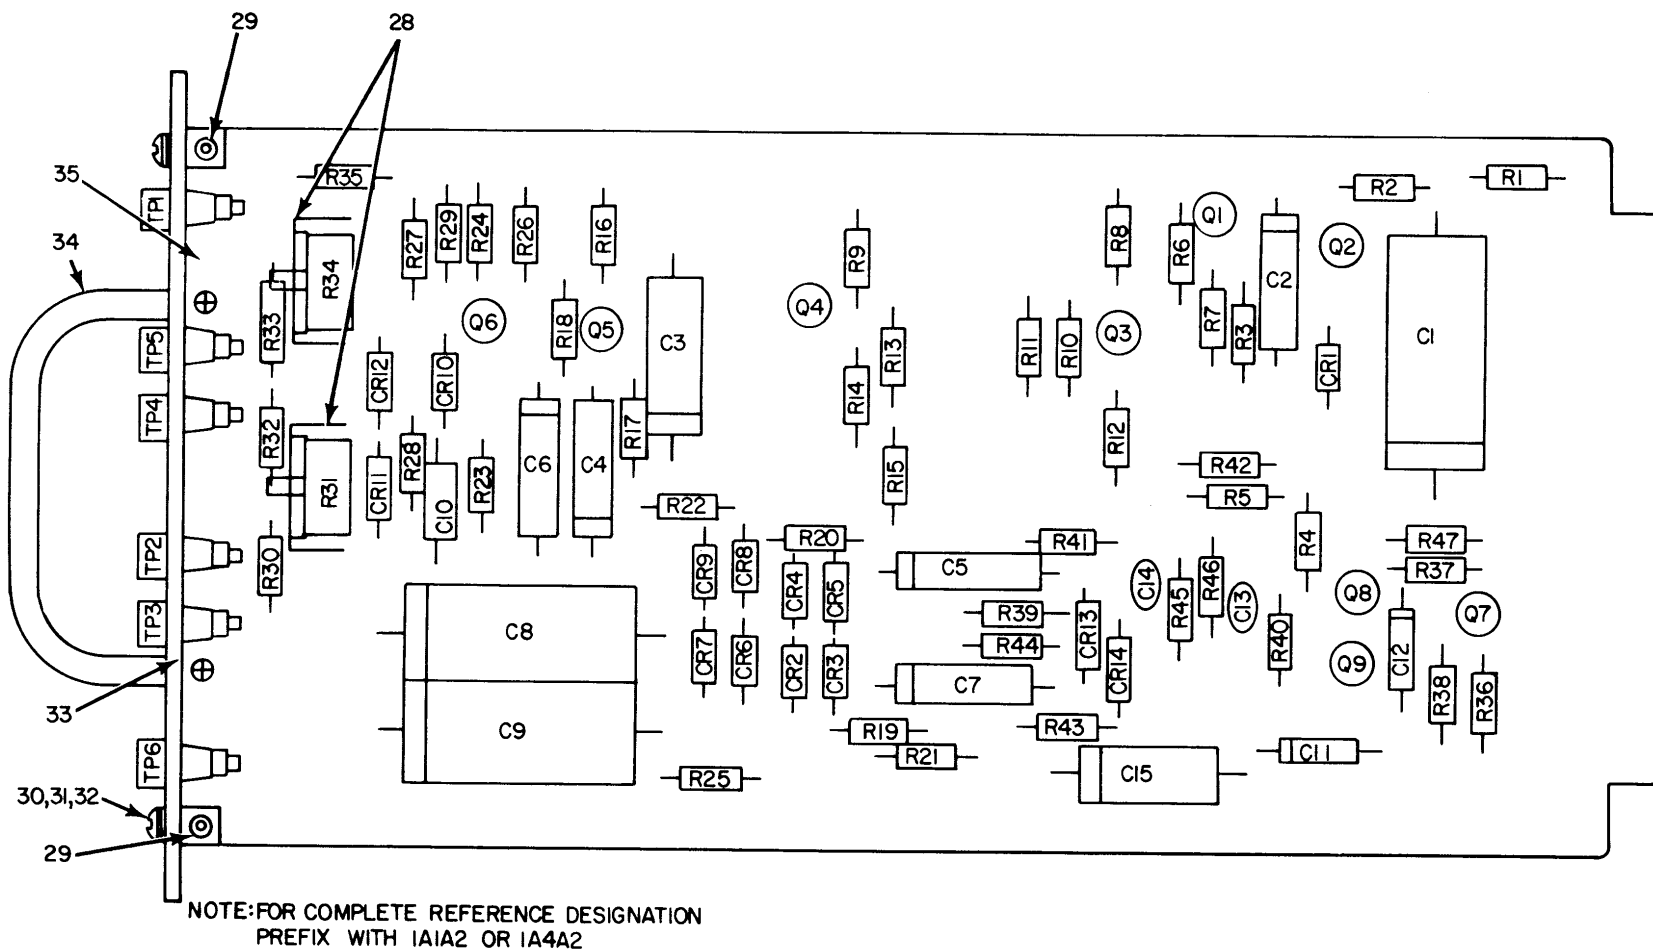 29
28
35
34
33
30,31,32
29
TP1
TP5
TP4
TP2
TP3
TP6
R35
R34
R33
R32
R31
R30
R27
R29
R24
R26
R16
Q6
R18
Q5
CR12
CR10
C3
CR11
R28
C10
R23
C6
C4
R17
R22
C8
C9
R25
CR9
CR8
CR7
CR6
R20
CR4
CR5
CR2
CR3
R19
R21
R9
Q4
R13
R14
R15
R11
R10
R8
Q3
R12
R6
Q1
R7
R3
C2
Q2
CR1
R2
R1
C1
R42
R5
R4
R41
C5
R39
R44
C7
CR13
CR14
R43
C15
C14
R45
R46
C13
R40
C11
R47
R37
Q8
Q7
Q9
C12
R38
R36
NOTE:FOR COMPLETE REFERENCE DESIGNATION
PREFIX WITH 1A1A2 OR 1A4A2